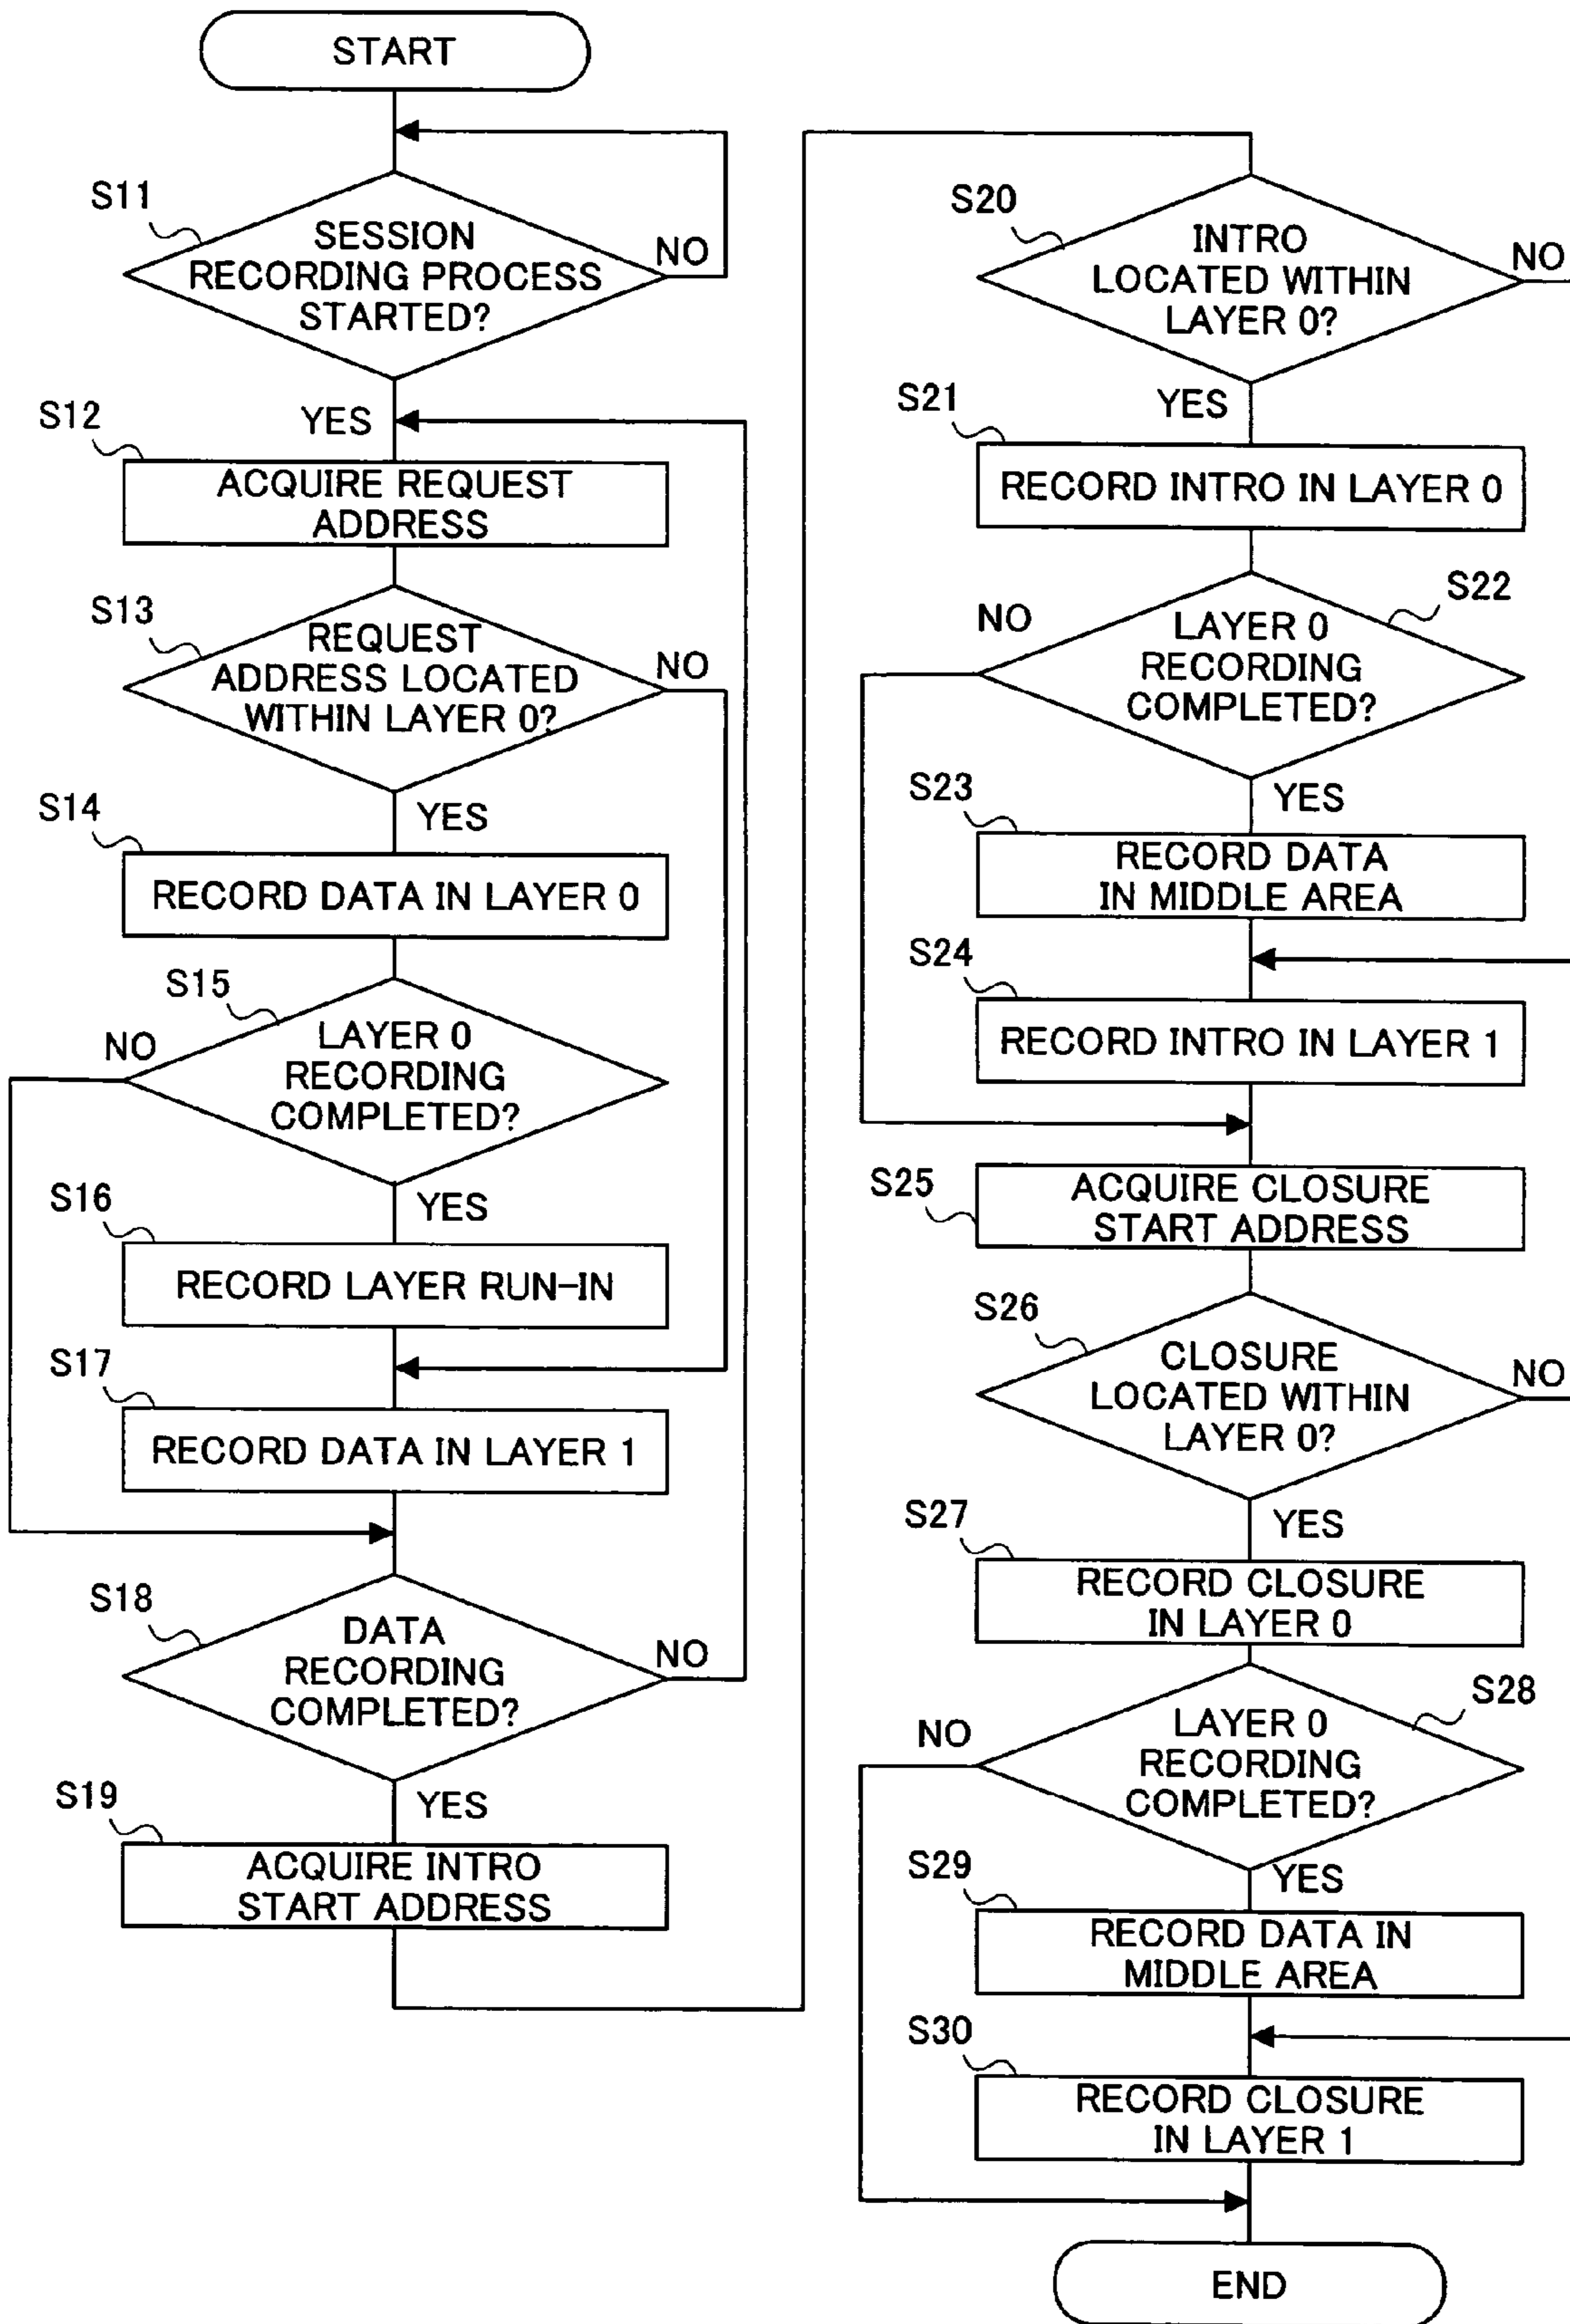 START
S11
SESSION
RECORDING PROCESS
STARTED?
NO
YES
S12
ACQUIRE REQUEST
ADDRESS
S13
REQUEST
ADDRESS LOCATED
WITHIN LAYER 0?
NO
YES
S14
RECORD DATA IN LAYER 0
S15
LAYER 0
RECORDING
COMPLETED?
NO
YES
S16
RECORD LAYER RUN-IN
S17
RECORD DATA IN LAYER 1
S18
DATA
RECORDING
COMPLETED?
NO
YES
S19
ACQUIRE INTRO
START ADDRESS
S20
INTRO
LOCATED WITHIN
LAYER 0?
NO
YES
S21
RECORD INTRO IN LAYER 0
S22
LAYER 0
RECORDING
COMPLETED?
NO
YES
S23
RECORD DATA
IN MIDDLE AREA
S24
RECORD INTRO IN LAYER 1
S25
ACQUIRE CLOSURE
START ADDRESS
S26
CLOSURE
LOCATED WITHIN
LAYER 0?
NO
YES
S27
RECORD CLOSURE
IN LAYER 0
S28
LAYER 0
RECORDING
COMPLETED?
NO
YES
S29
RECORD DATA IN
MIDDLE AREA
S30
RECORD CLOSURE
IN LAYER 1
END